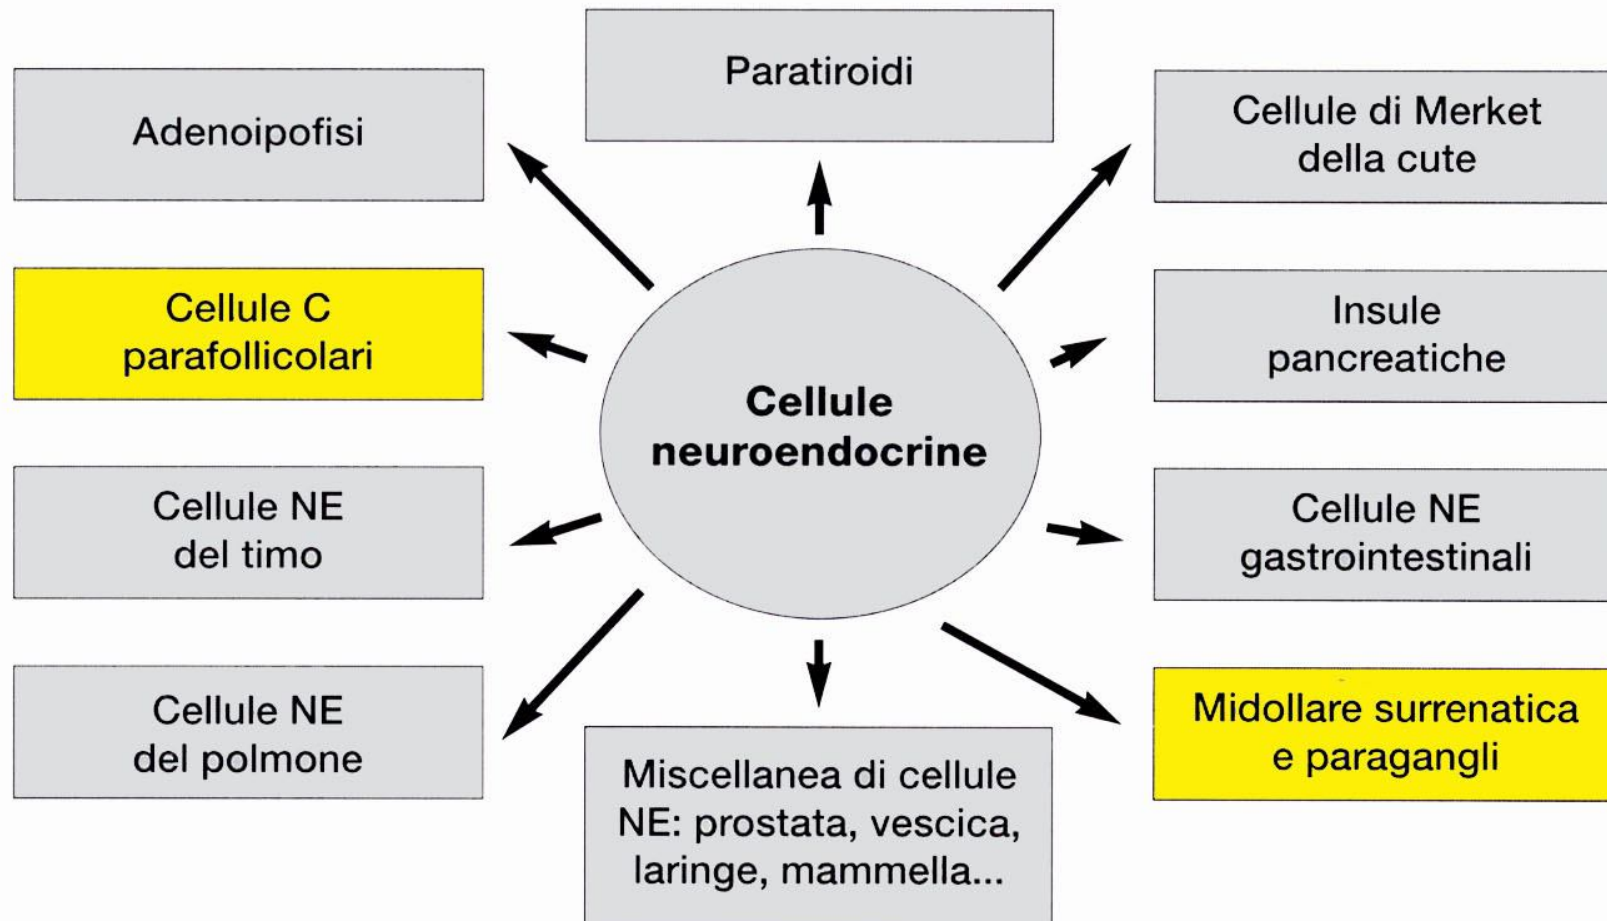 Paratiroidi
Adenoipofisi
Cellule di Merket
della cute
Cellule C
parafollicolari
Insule
pancreatiche
Cellule
neuroendocrine
Cellule NE
del timo
Cellule NE
gastrointestinali
Cellule NE
del polmone
Midollare surrenatica
e paragangli
Miscellanea di cellule
NE: prostata, vescica,
laringe, mammella...